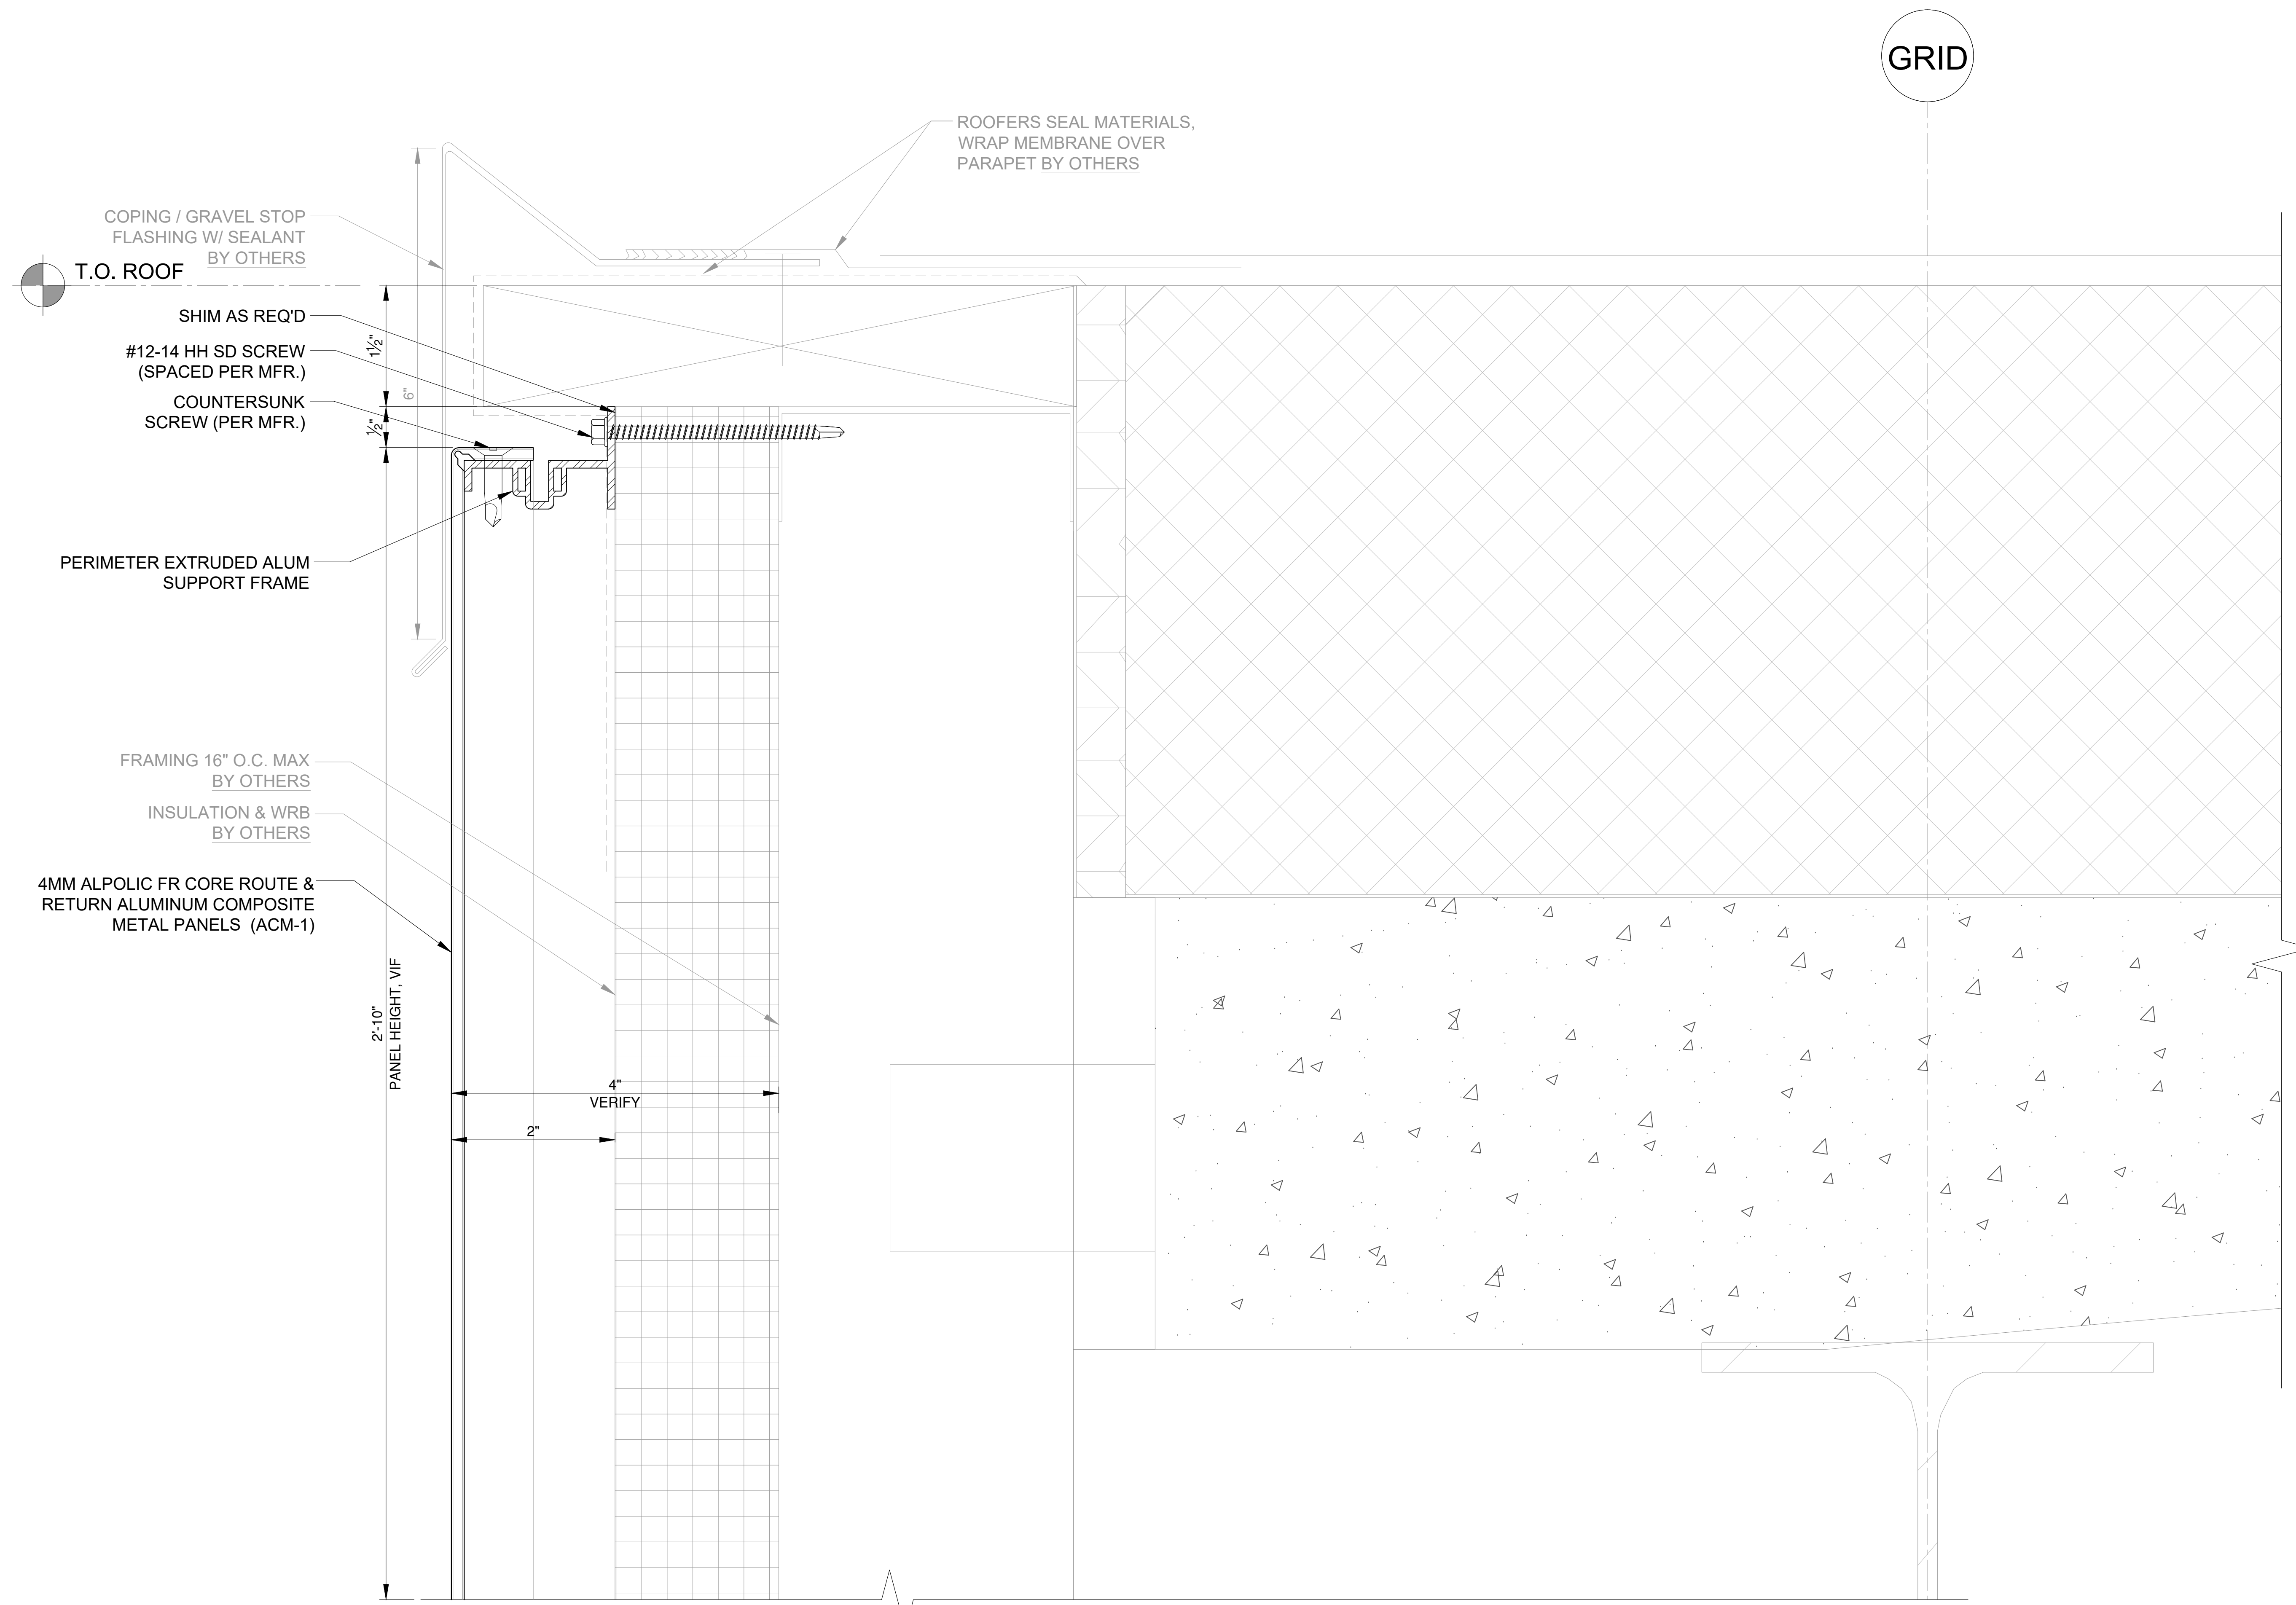 GRID
ROOFERS SEAL MATERIALS,
WRAP MEMBRANE OVER
PARAPET BY OTHERS
COPING / GRAVEL STOP
FLASHING W/ SEALANT
BY OTHERS
T.O. ROOF
SHIM AS REQ'D
#12-14 HH SD SCREW
(SPACED PER MFR.)
COUNTERSUNK
SCREW (PER MFR.)
1½"
6"
½"
PERIMETER EXTRUDED ALUM
SUPPORT FRAME
FRAMING 16" O.C. MAX
BY OTHERS
INSULATION & WRB
BY OTHERS
4MM ALPOLIC FR CORE ROUTE &
RETURN ALUMINUM COMPOSITE
METAL PANELS (ACM-1)
2'-10"
PANEL HEIGHT, VIF
4"
VERIFY
2"